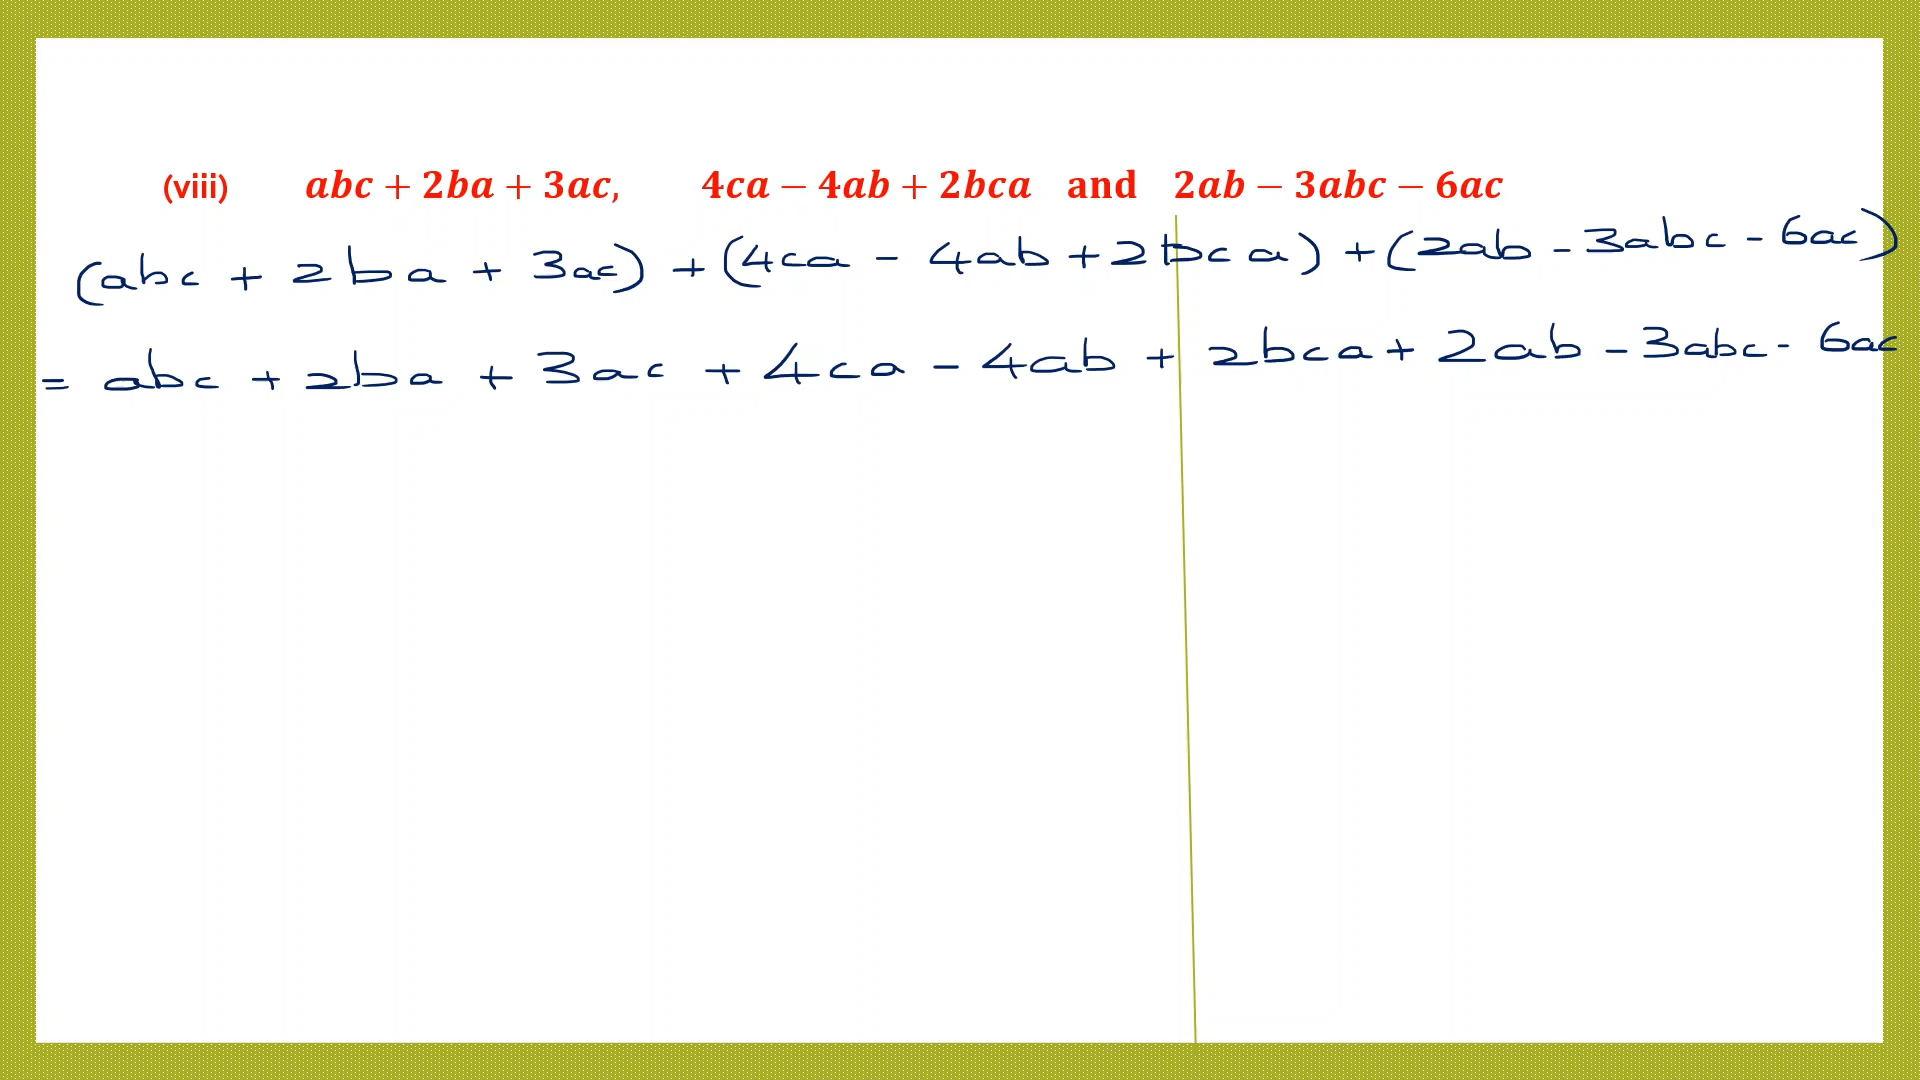 (viii) abc + 2ba + 3ac, 4ca − 4ab + 2bca and 2ab − 3abc − 6ac
(abc + 2ba + 3ac) + (4ca - 4ab + 2bca) + (2ab - 3abc - 6ac)
= abc + 2ba + 3ac + 4ca - 4ab + 2bca + 2ab - 3abc - 6ac